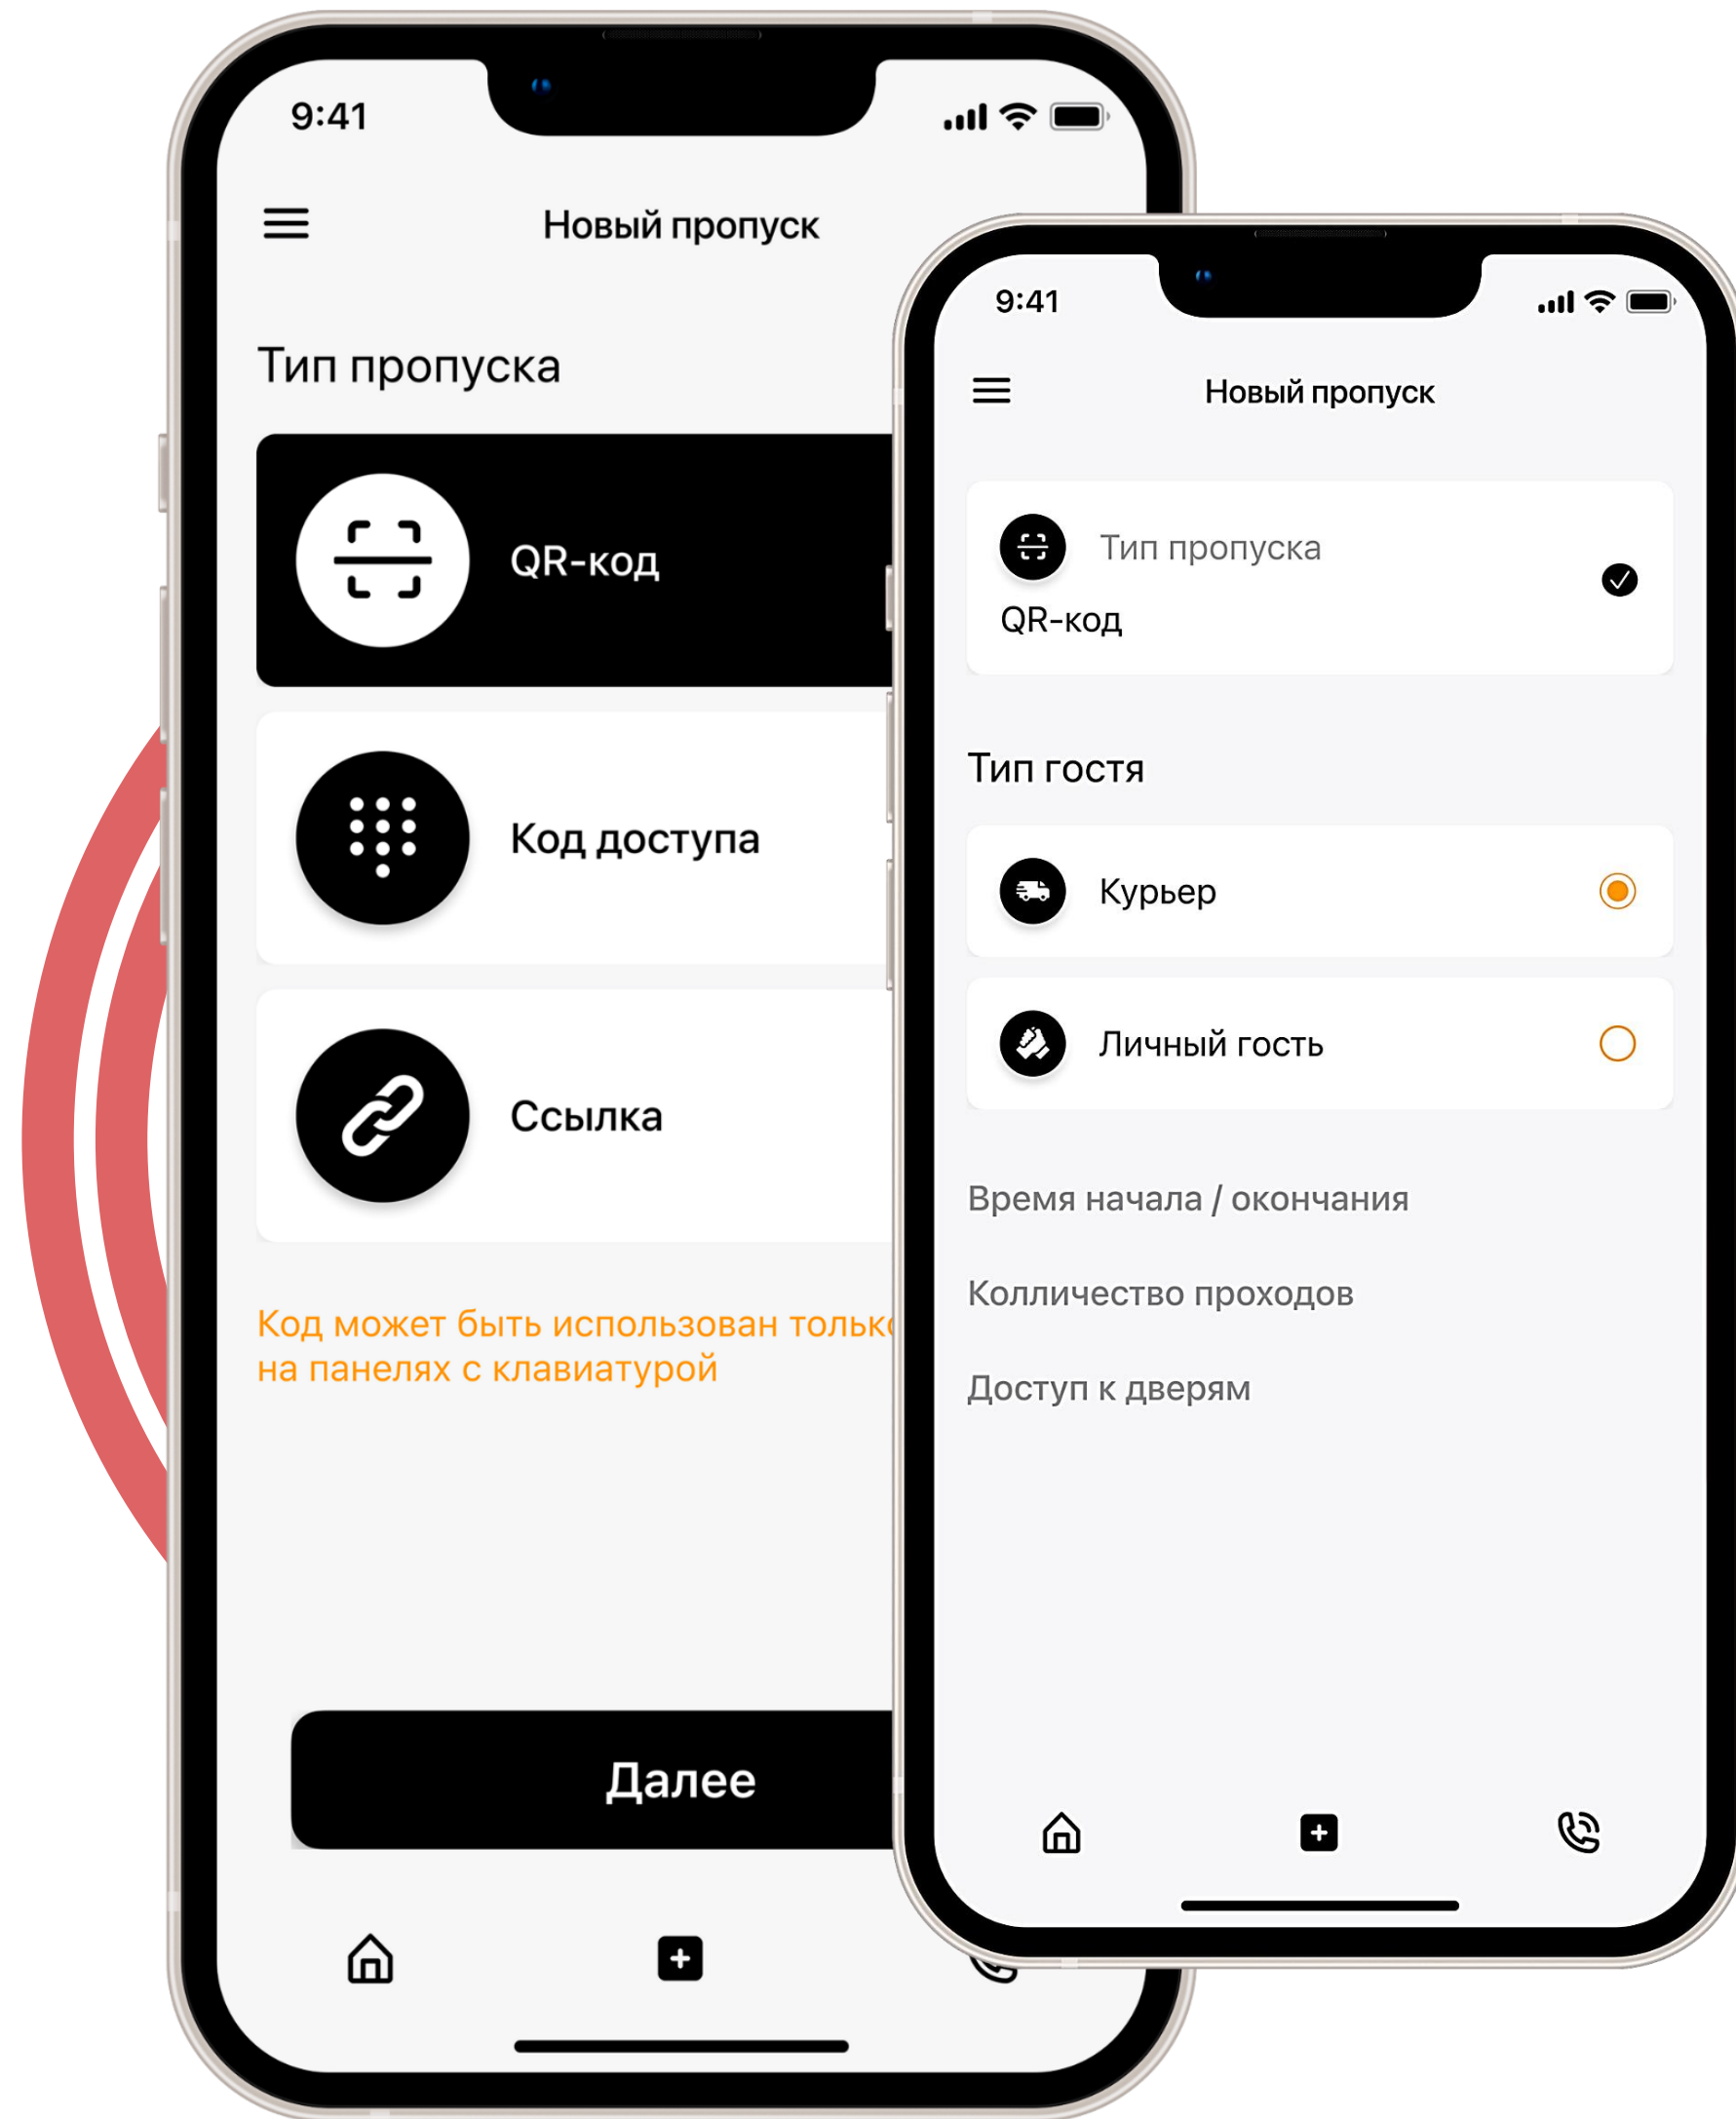 9:41
Новый пропуск
Тип пропуска
QR-код
Код доступа
Ссылка
Код может быть использован только
на панелях с клавиатурой
Далее
9:41
Новый пропуск
Тип пропуска
QR-код
Тип гостя
Курьер
Личный гость
Время начала / окончания
Колличество проходов
Доступ к дверям